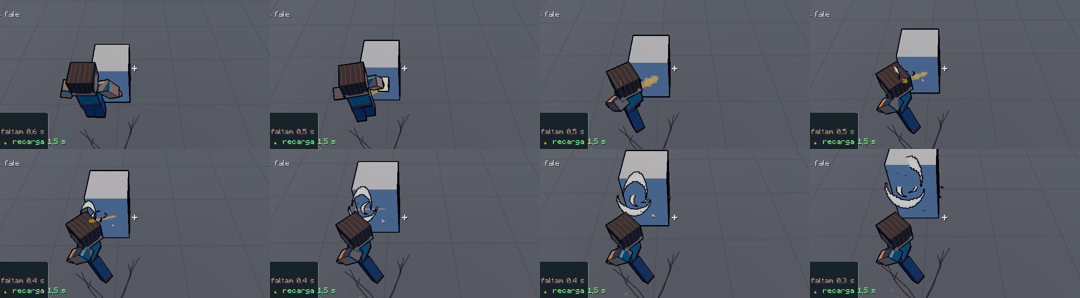 fale
fale
fale
fale
faltam 0,6 s
. recarga 1,5 s
faltam 0,5 s
. recarga 1,5 s
faltam 0,5 s
. recarga 1,5 s
faltam 0,5 s
. recarga 1,5 s
fale
fale
fale
fale
faltam 0,4 s
. recarga 1,5 s
faltam 0,4 s
. recarga 1,5 s
faltam 0,4 s
. recarga 1,5 s
faltam 0,3 s
. recarga 1,5 s